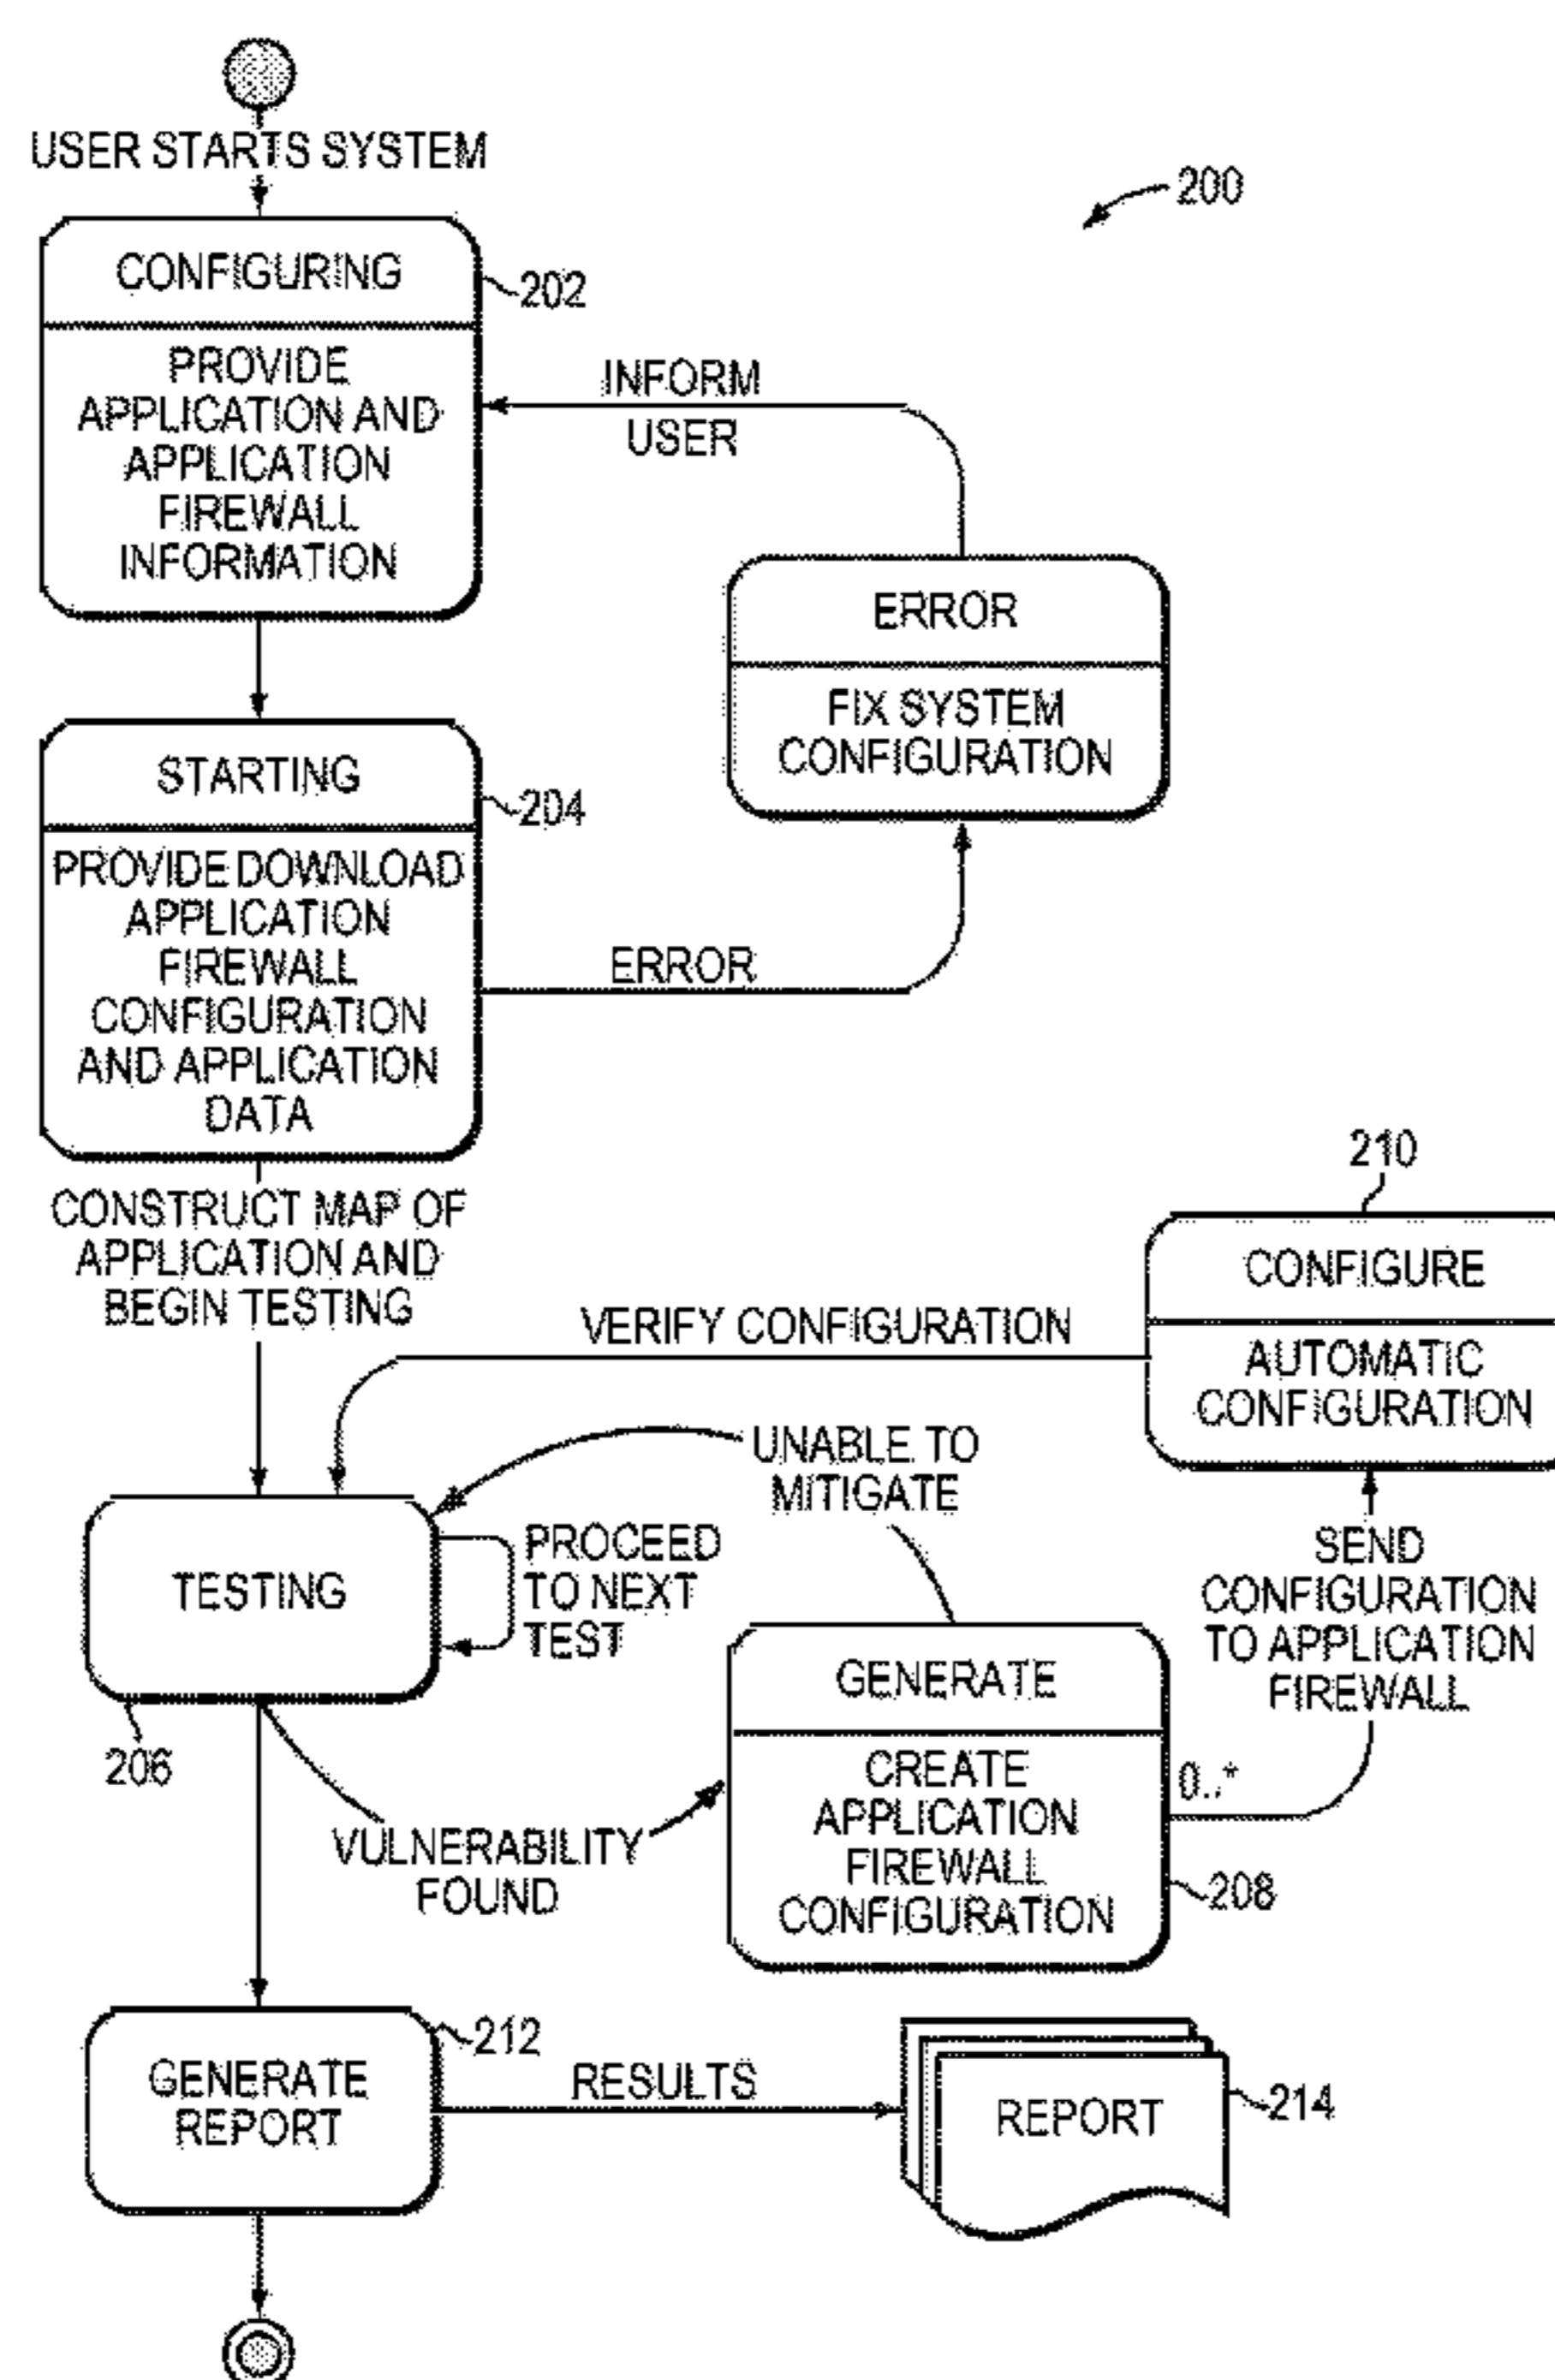 USER STARTS SYSTEM
200
CONFIGURING
202
PROVIDE
APPLICATION AND
APPLICATION
FIREWALL
INFORMATION
INFORM
USER
ERROR
FIX SYSTEM
CONFIGURATION
STARTING
204
PROVIDE DOWNLOAD
APPLICATION
FIREWALL
CONFIGURATION
AND APPLICATION
DATA
ERROR
CONSTRUCT MAP OF
APPLICATION AND
BEGIN TESTING
210
CONFIGURE
AUTOMATIC
CONFIGURATION
VERIFY CONFIGURATION
UNABLE TO
MITIGATE
TESTING
PROCEED
TO NEXT
TEST
206
SEND
CONFIGURATION
TO APPLICATION
FIREWALL
GENERATE
CREATE
APPLICATION
FIREWALL
CONFIGURATION
0..*
208
VULNERABILITY
FOUND
212
GENERATE
REPORT
RESULTS
REPORT
214